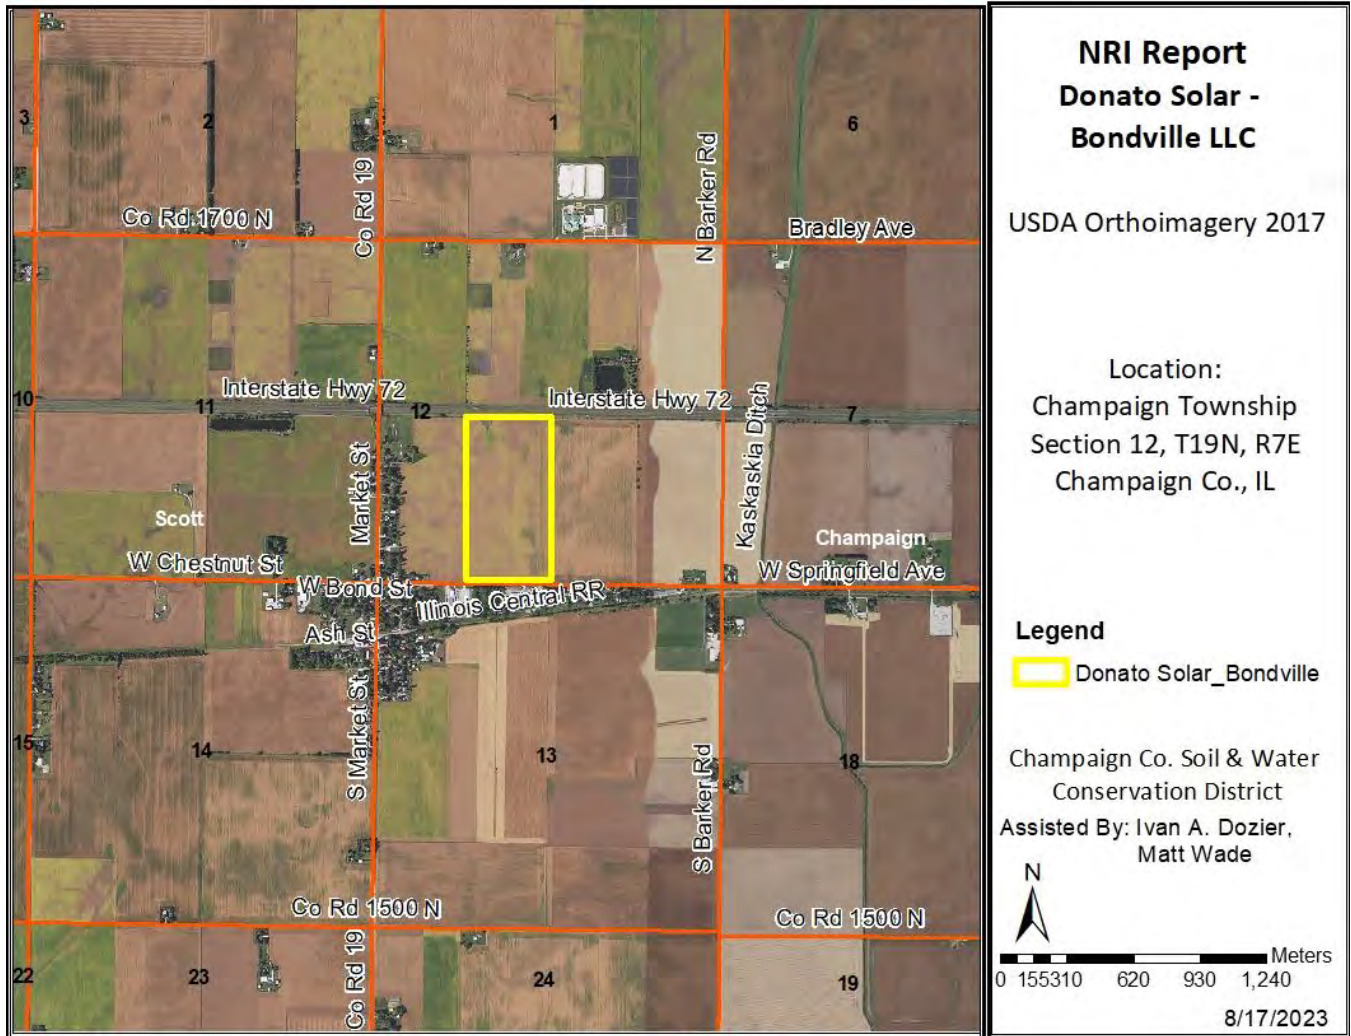 3
2
1
6
Co Rd 19
N Barker Rd
Co Rd 1700 N
Bradley Ave
10
Interstate Hwy 72
11
12
Interstate Hwy 72
7
Market St
Kaskaskia Ditch
Scott
Champaign
W Chestnut St
W Bond St
Illinois Central RR
W Springfield Ave
Ash St
S Market St
15
14
13
18
S Barker Rd
Co Rd 1500 N
Co Rd 1500 N
22
23
Co Rd 19
24
19
NRI Report
Donato Solar -
Bondville LLC
USDA Orthoimagery 2017
Location:
Champaign Township
Section 12, T19N, R7E
Champaign Co., IL
Legend
Donato Solar_Bondville
Champaign Co. Soil & Water
Conservation District
Assisted By: Ivan A. Dozier,
Matt Wade
N
Meters
0 155310 620 930 1,240
8/17/2023